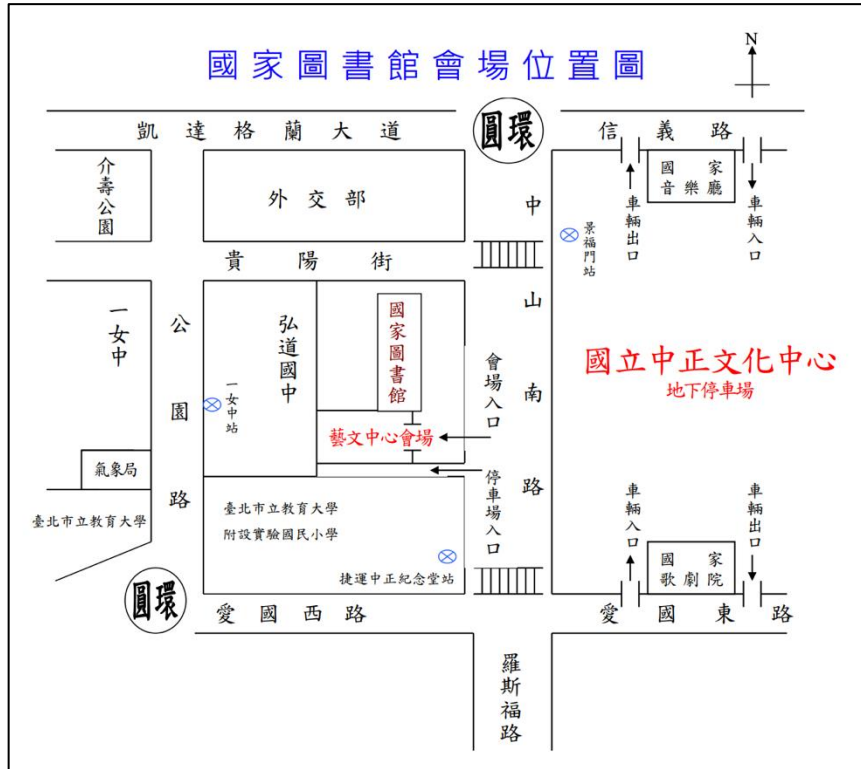 國家圖書館會場位置圖
N
凱達格蘭大道
圓環
信義路
介壽公園
外交部
中山南路
國家
音樂廳
車輛出口
車輛入口
景福門站
貴陽街
一女中
公園路
弘道國中
國家圖書館
會場入口
國立中正文化中心
地下停車場
一女中站
藝文中心會場
氣象局
停車場入口
臺北市立教育大學
臺北市立教育大學
附設實驗國民小學
車輛入口
車輛出口
捷運中正紀念堂站
國家
歌劇院
圓環
愛國西路
愛國東路
羅斯福路